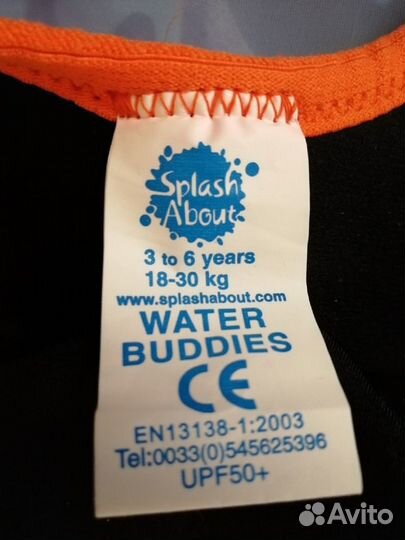 Splash
About
3 to 6 years
18-30 kg
www.splashabout.com
WATER
BUDDIES
CE
EN13138-1:2003
Tel:0033(0)545625396
UPF50+
Avito